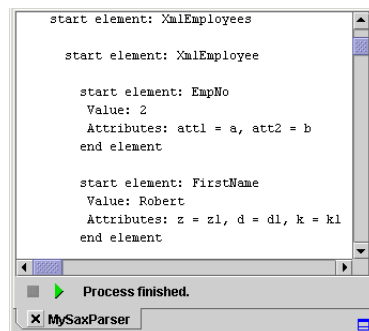 start element: XmlEmployees
start element: XmlEmployee
start element: EmpNo
Value: 2
Attributes: att1 = a, att2 = b
end element
start element: FirstName
Value: Robert
Attributes: z = z1, d = d1, k = k1
end element
Process finished.
MySaxParser